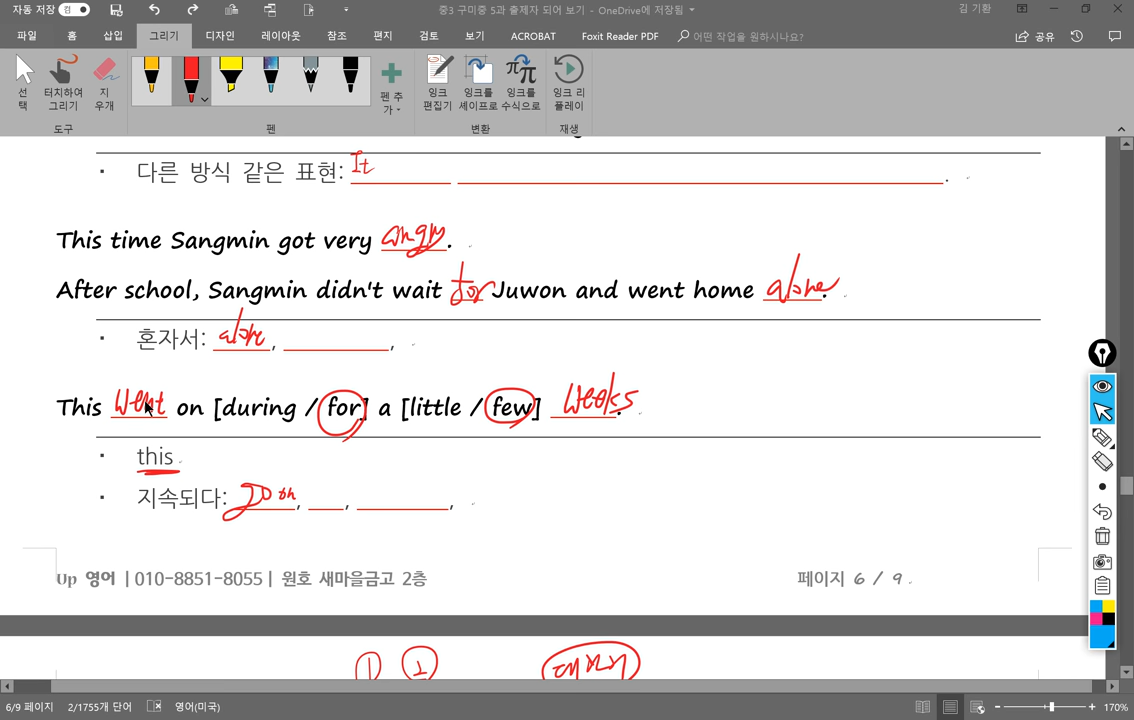 자동 저장 컴 중3 구미중 5과 출제자 되어 보기 - OneDrive에 저장됨 김 기환
파일 홈 삽입 그리기 디자인 레이아웃 참조 편지 검토 보기 ACROBAT Foxit Reader PDF 어떤 작업을 원하시나요? 공유
선택 터치하여 그리기 지우개 펜 추가 잉크 편집기 잉크를 셰이프로 잉크를 수식으로 잉크 리플레이
도구 펜 변환 재생
· 다른 방식 같은 표현: It .
This time Sangmin got very angry.
After school, Sangmin didn't wait for Juwon and went home alone.
· 혼자서: alone, ,
This went on [during / for] a [little / few] weeks.
· this
· 지속되다: go on, , ,
Up 영어 | 010-8851-8055 | 원호 새마을금고 2층 페이지 6 / 9
① ②
6/9 페이지 2/1755개 단어 영어(미국) 170%